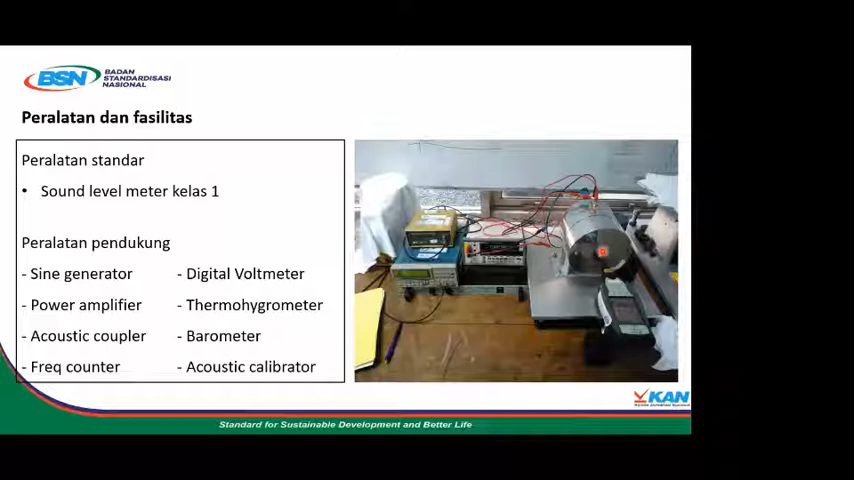 BSN
BADAN
STANDARDISASI
NASIONAL
Peralatan dan fasilitas
Peralatan standar
• Sound level meter kelas 1
Peralatan pendukung
- Sine generator - Digital Voltmeter
- Power amplifier - Thermohygrometer
- Acoustic coupler - Barometer
- Freq counter - Acoustic calibrator
KAN
Standard for Sustainable Development and Better Life